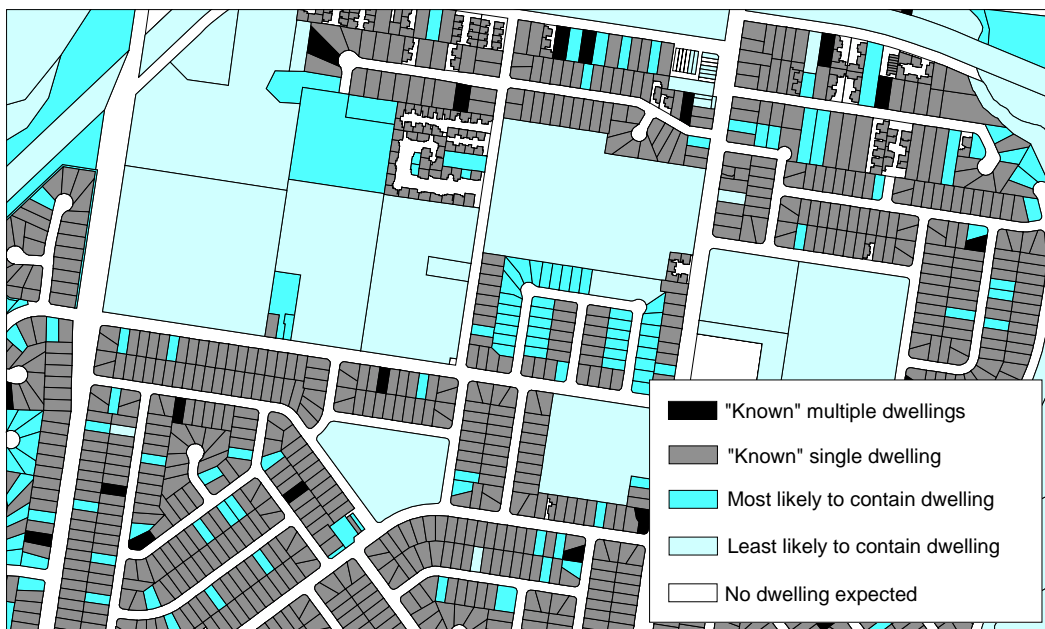 "Known" multiple dwellings
"Known" single dwelling
Most likely to contain dwelling
Least likely to contain dwelling
No dwelling expected